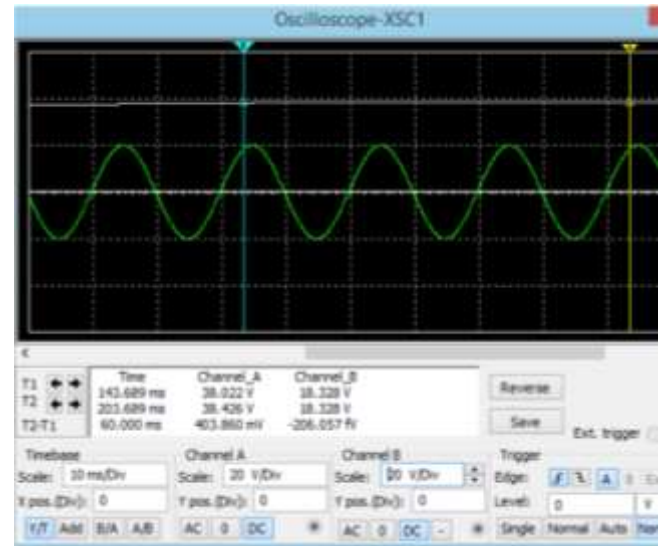 Oscilloscope-XSC1
T1
T2
T2-T1
Time Channel_A Channel_B
143.689 ms 38.022 V 18.328 V
203.689 ms 38.426 V 18.328 V
60.000 ms 403.860 mV -206.057 fV
Reverse
Save
Ext. trigger
Timebase
Scale: 10 ms/Div
X pos.(Div): 0
Y/T Add B/A A/B
Channel A
Scale: 20 V/Div
Y pos.(Div): 0
AC 0 DC
Channel B
Scale: 20 V/Div
Y pos.(Div): 0
AC 0 DC -
Trigger
Edge: A
Level: 0 V
Single Normal Auto